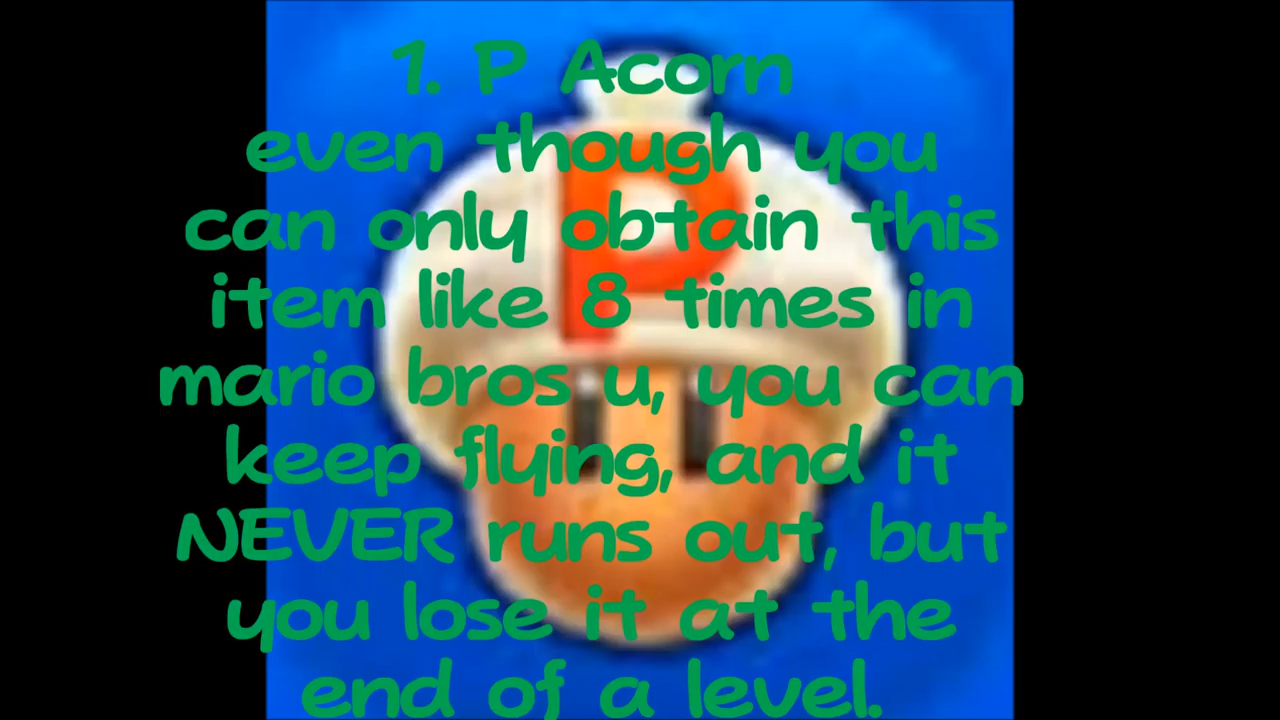 1. P Acorn
even though you
can only obtain this
item like 8 times in
mario bros u, you can
keep flying, and it
NEVER runs out, but
you lose it at the
end of a level.
P